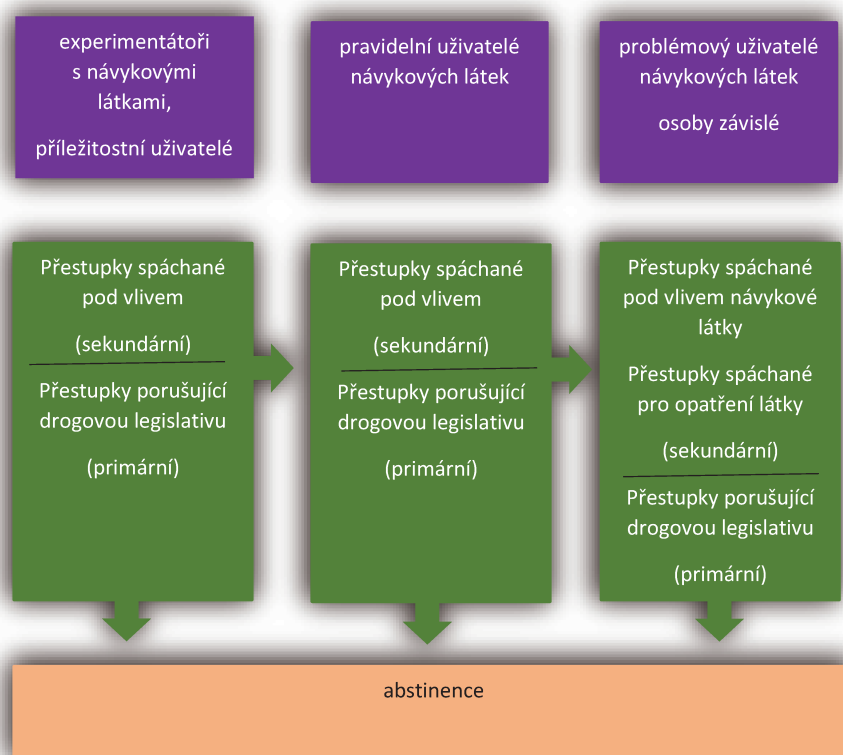 experimentátoři
s návykovými
látkami,
příležitostní uživatelé
pravidelní uživatelé
návykových látek
problémový uživatelé
návykových látek
osoby závislé
Přestupky spáchané
pod vlivem
(sekundární)
Přestupky porušující
drogovou legislativu
(primární)
Přestupky spáchané
pod vlivem
(sekundární)
Přestupky porušující
drogovou legislativu
(primární)
Přestupky spáchané
pod vlivem návykové
látky
Přestupky spáchané
pro opatření látky
(sekundární)
Přestupky porušující
drogovou legislativu
(primární)
abstinence